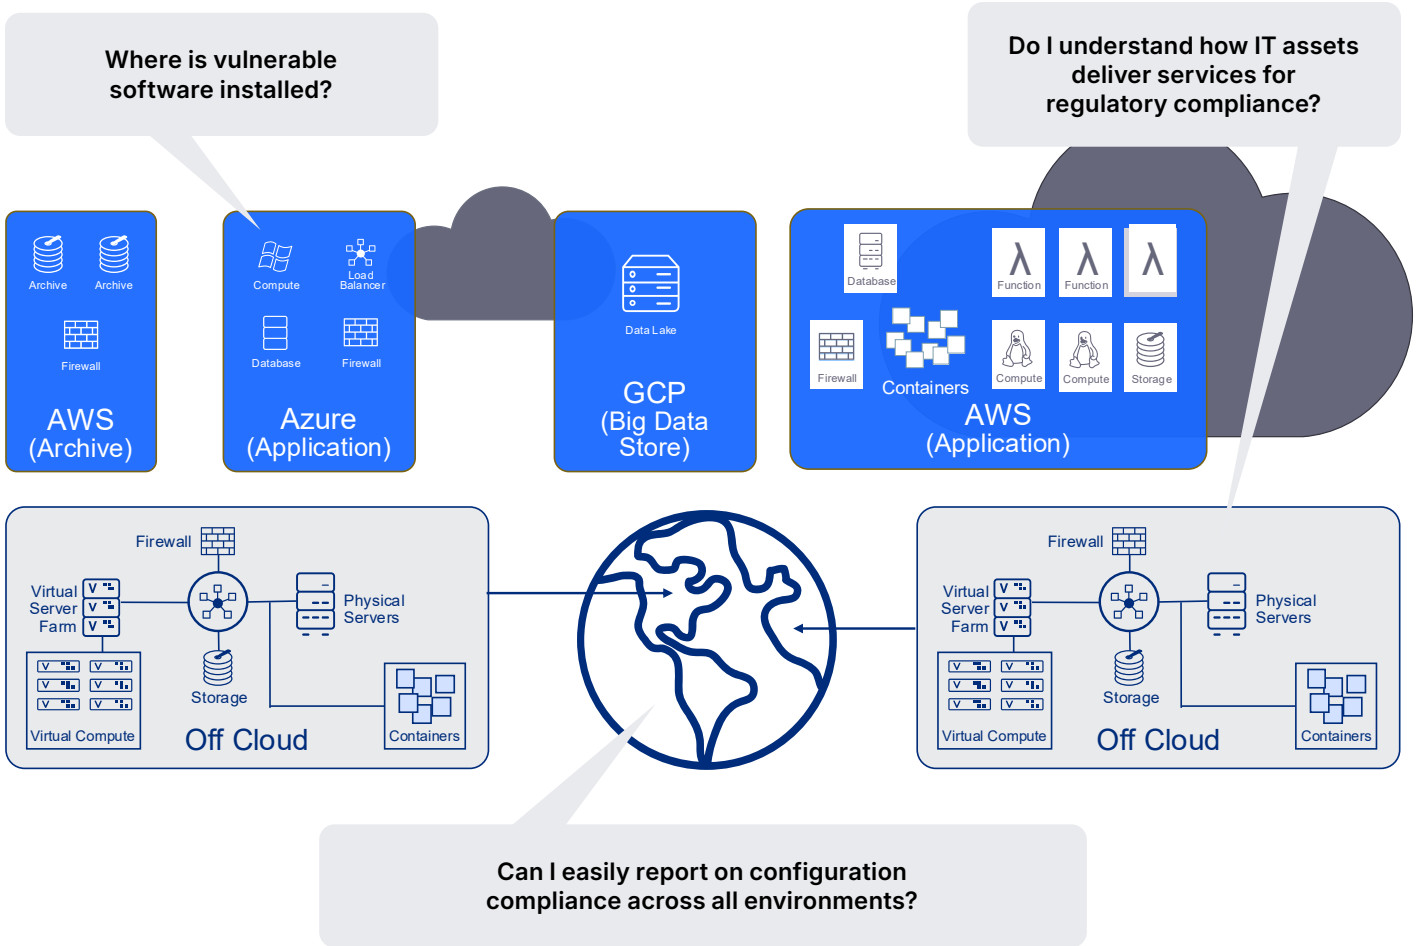 Where is vulnerable
software installed?
Do I understand how IT assets
deliver services for
regulatory compliance?
Archive
Archive
Firewall
AWS
(Archive)
Compute
Load
Balancer
Database
Firewall
Azure
(Application)
Data Lake
GCP
(Big Data
Store)
Database
Function
Function
λ
λ
λ
Firewall
Containers
Compute
Compute
Storage
AWS
(Application)
Firewall
Virtual
Server
Farm
V
V
V
Physical
Servers
Storage
V
V
V
V
V
V
Virtual Compute
Off Cloud
Containers
Firewall
Virtual
Server
Farm
V
V
V
Physical
Servers
Storage
V
V
V
V
V
V
Virtual Compute
Off Cloud
Containers
Can I easily report on configuration
compliance across all environments?